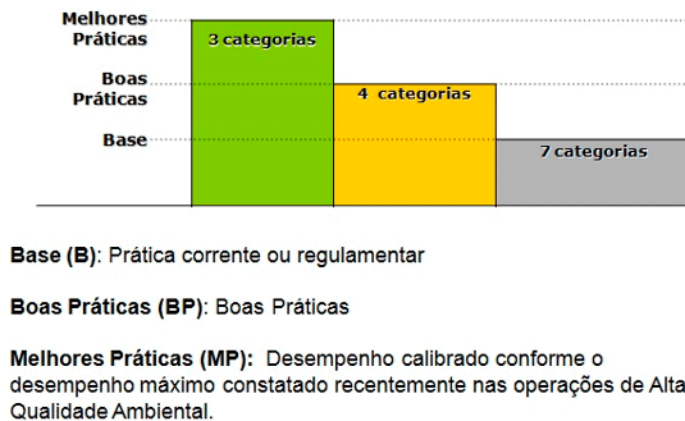 Melhores
Práticas
3 categorias
Boas
Práticas
4 categorias
Base
7 categorias
Base (B): Prática corrente ou regulamentar
Boas Práticas (BP): Boas Práticas
Melhores Práticas (MP): Desempenho calibrado conforme o
desempenho máximo constatado recentemente nas operações de Alta
Qualidade Ambiental.